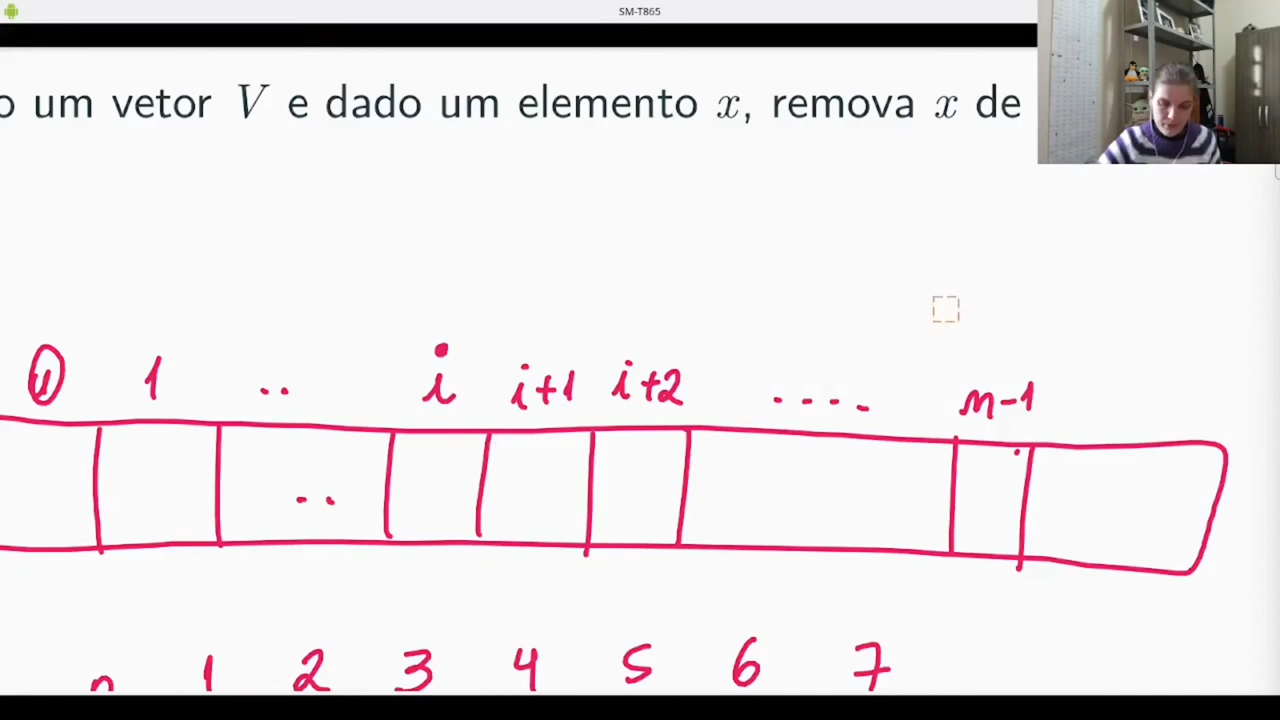 SM-T865
o um vetor V e dado um elemento x, remova x de
0 1 .. i i+1 i+2 .... n-1
..
0 1 2 3 4 5 6 7